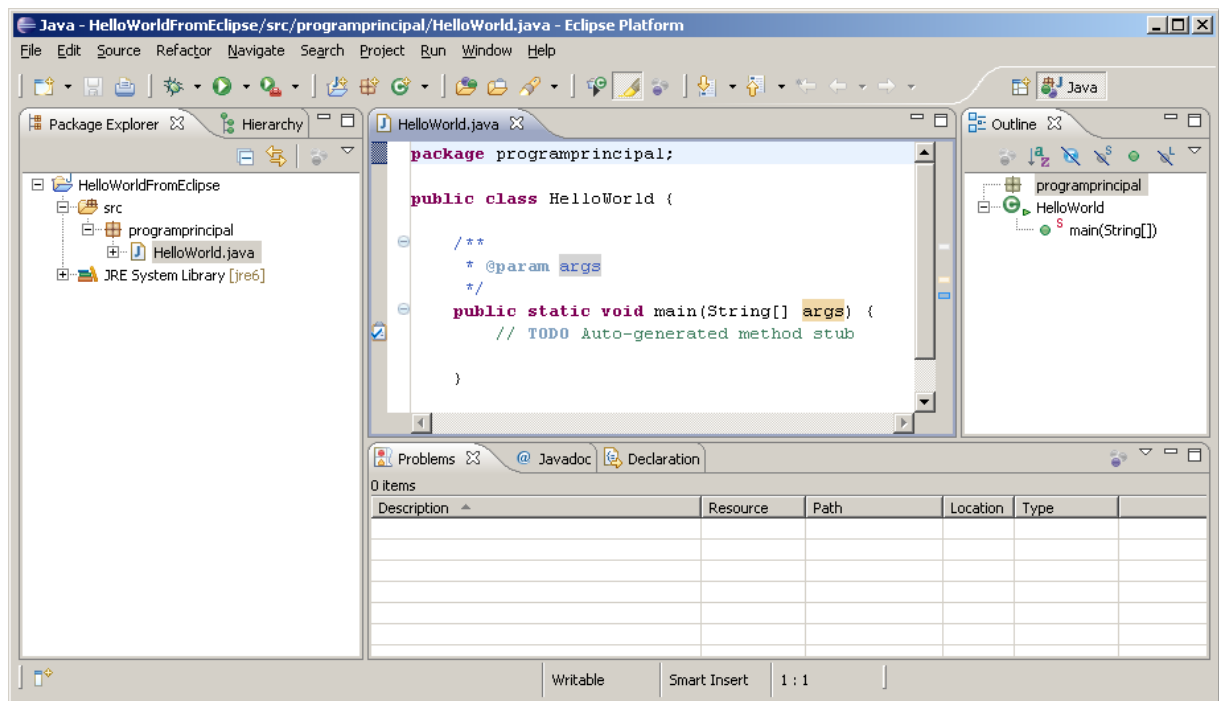 Java - HelloWorldFromEclipse/src/programprincipal/HelloWorld.java - Eclipse Platform
File Edit Source Refactor Navigate Search Project Run Window Help
Java
Package Explorer Hierarchy
HelloWorldFromEclipse
src
programprincipal
HelloWorld.java
JRE System Library [jre6]
HelloWorld.java
package programprincipal;
public class HelloWorld {
/**
* @param args
*/
public static void main(String[] args) {
// TODO Auto-generated method stub
}
Outline
programprincipal
HelloWorld
main(String[])
Problems @ Javadoc Declaration
0 items
Description Resource Path Location Type
Writable Smart Insert 1 : 1